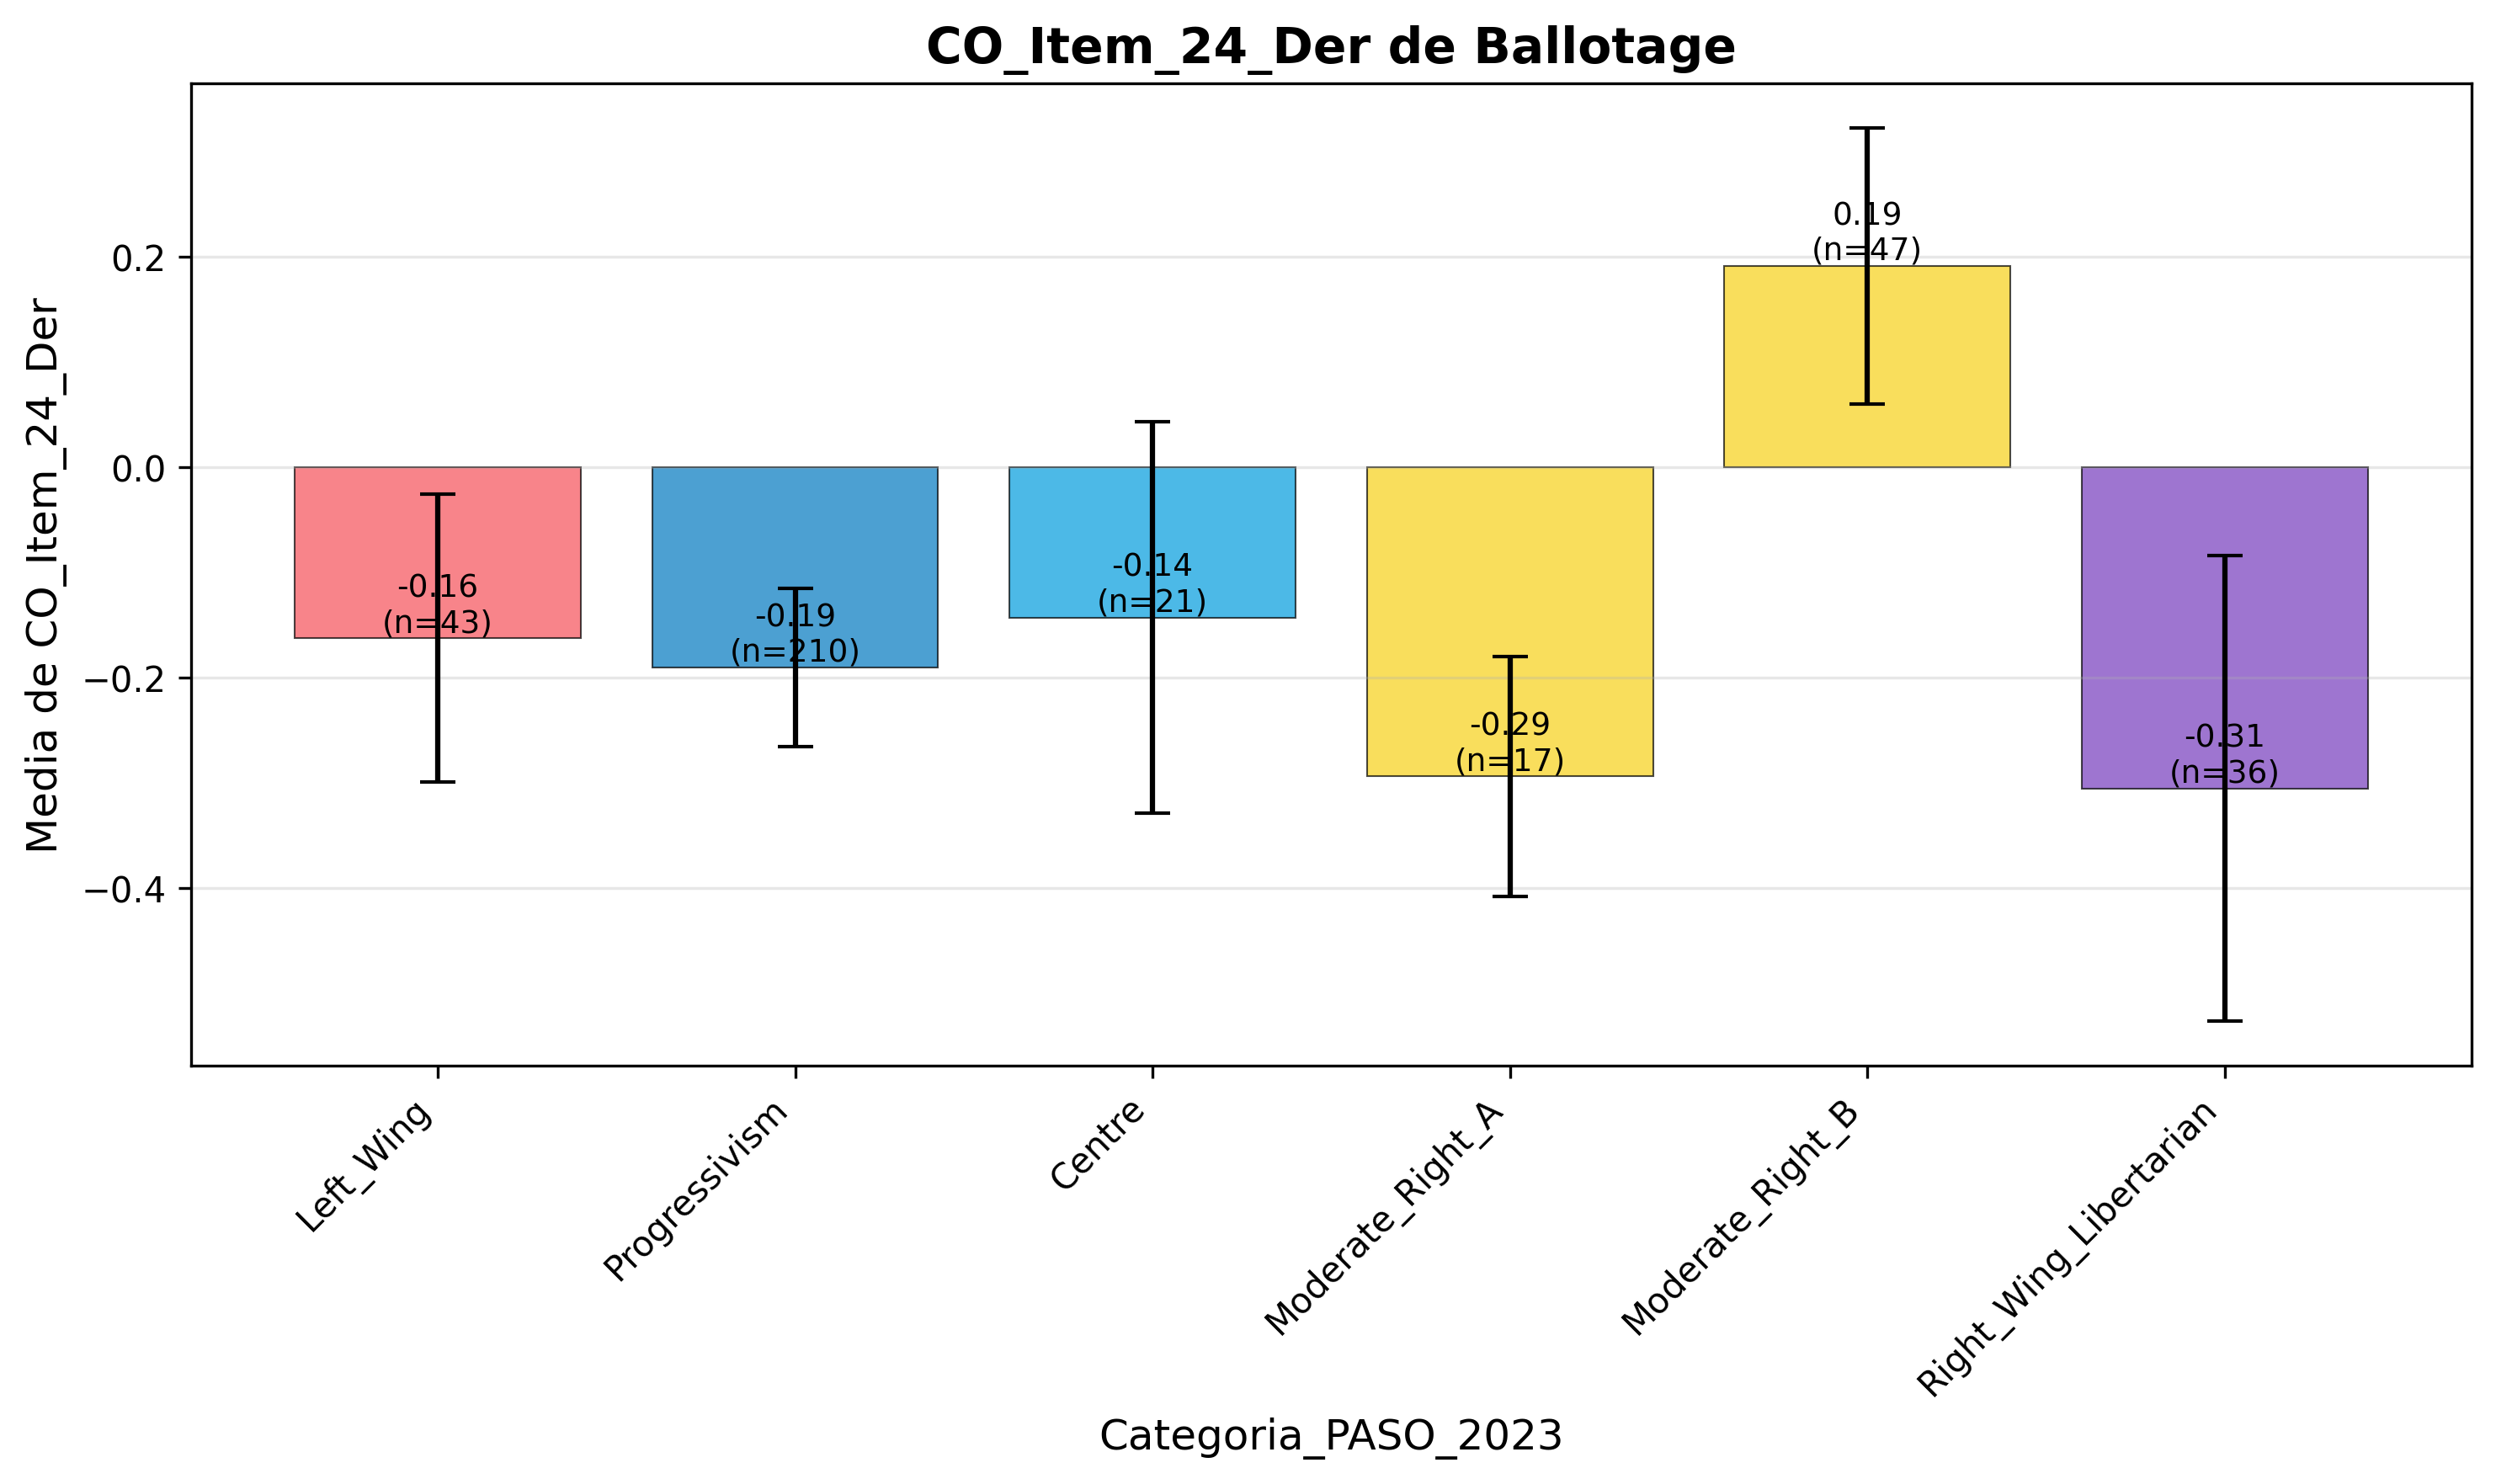 CO_Item_24_Der de Ballotage
Media de CO_Item_24_Der
0.2
0.0
−0.2
−0.4
-0.16
(n=43)
-0.19
(n=210)
-0.14
(n=21)
-0.29
(n=17)
0.19
(n=47)
-0.31
(n=36)
Left_Wing
Progressivism
Centre
Moderate_Right_A
Moderate_Right_B
Right_Wing_Libertarian
Categoria_PASO_2023